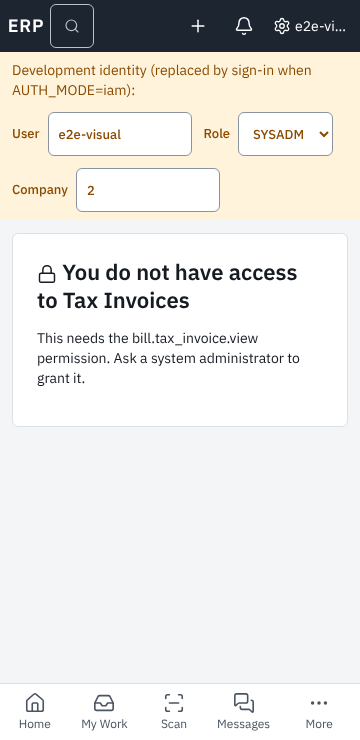 ERP
e2e-vi...
Development identity (replaced by sign-in when
AUTH_MODE=iam):
User e2e-visual Role SYSADM
Company 2
You do not have access
to Tax Invoices
This needs the bill.tax_invoice.view
permission. Ask a system administrator to
grant it.
Home My Work Scan Messages More